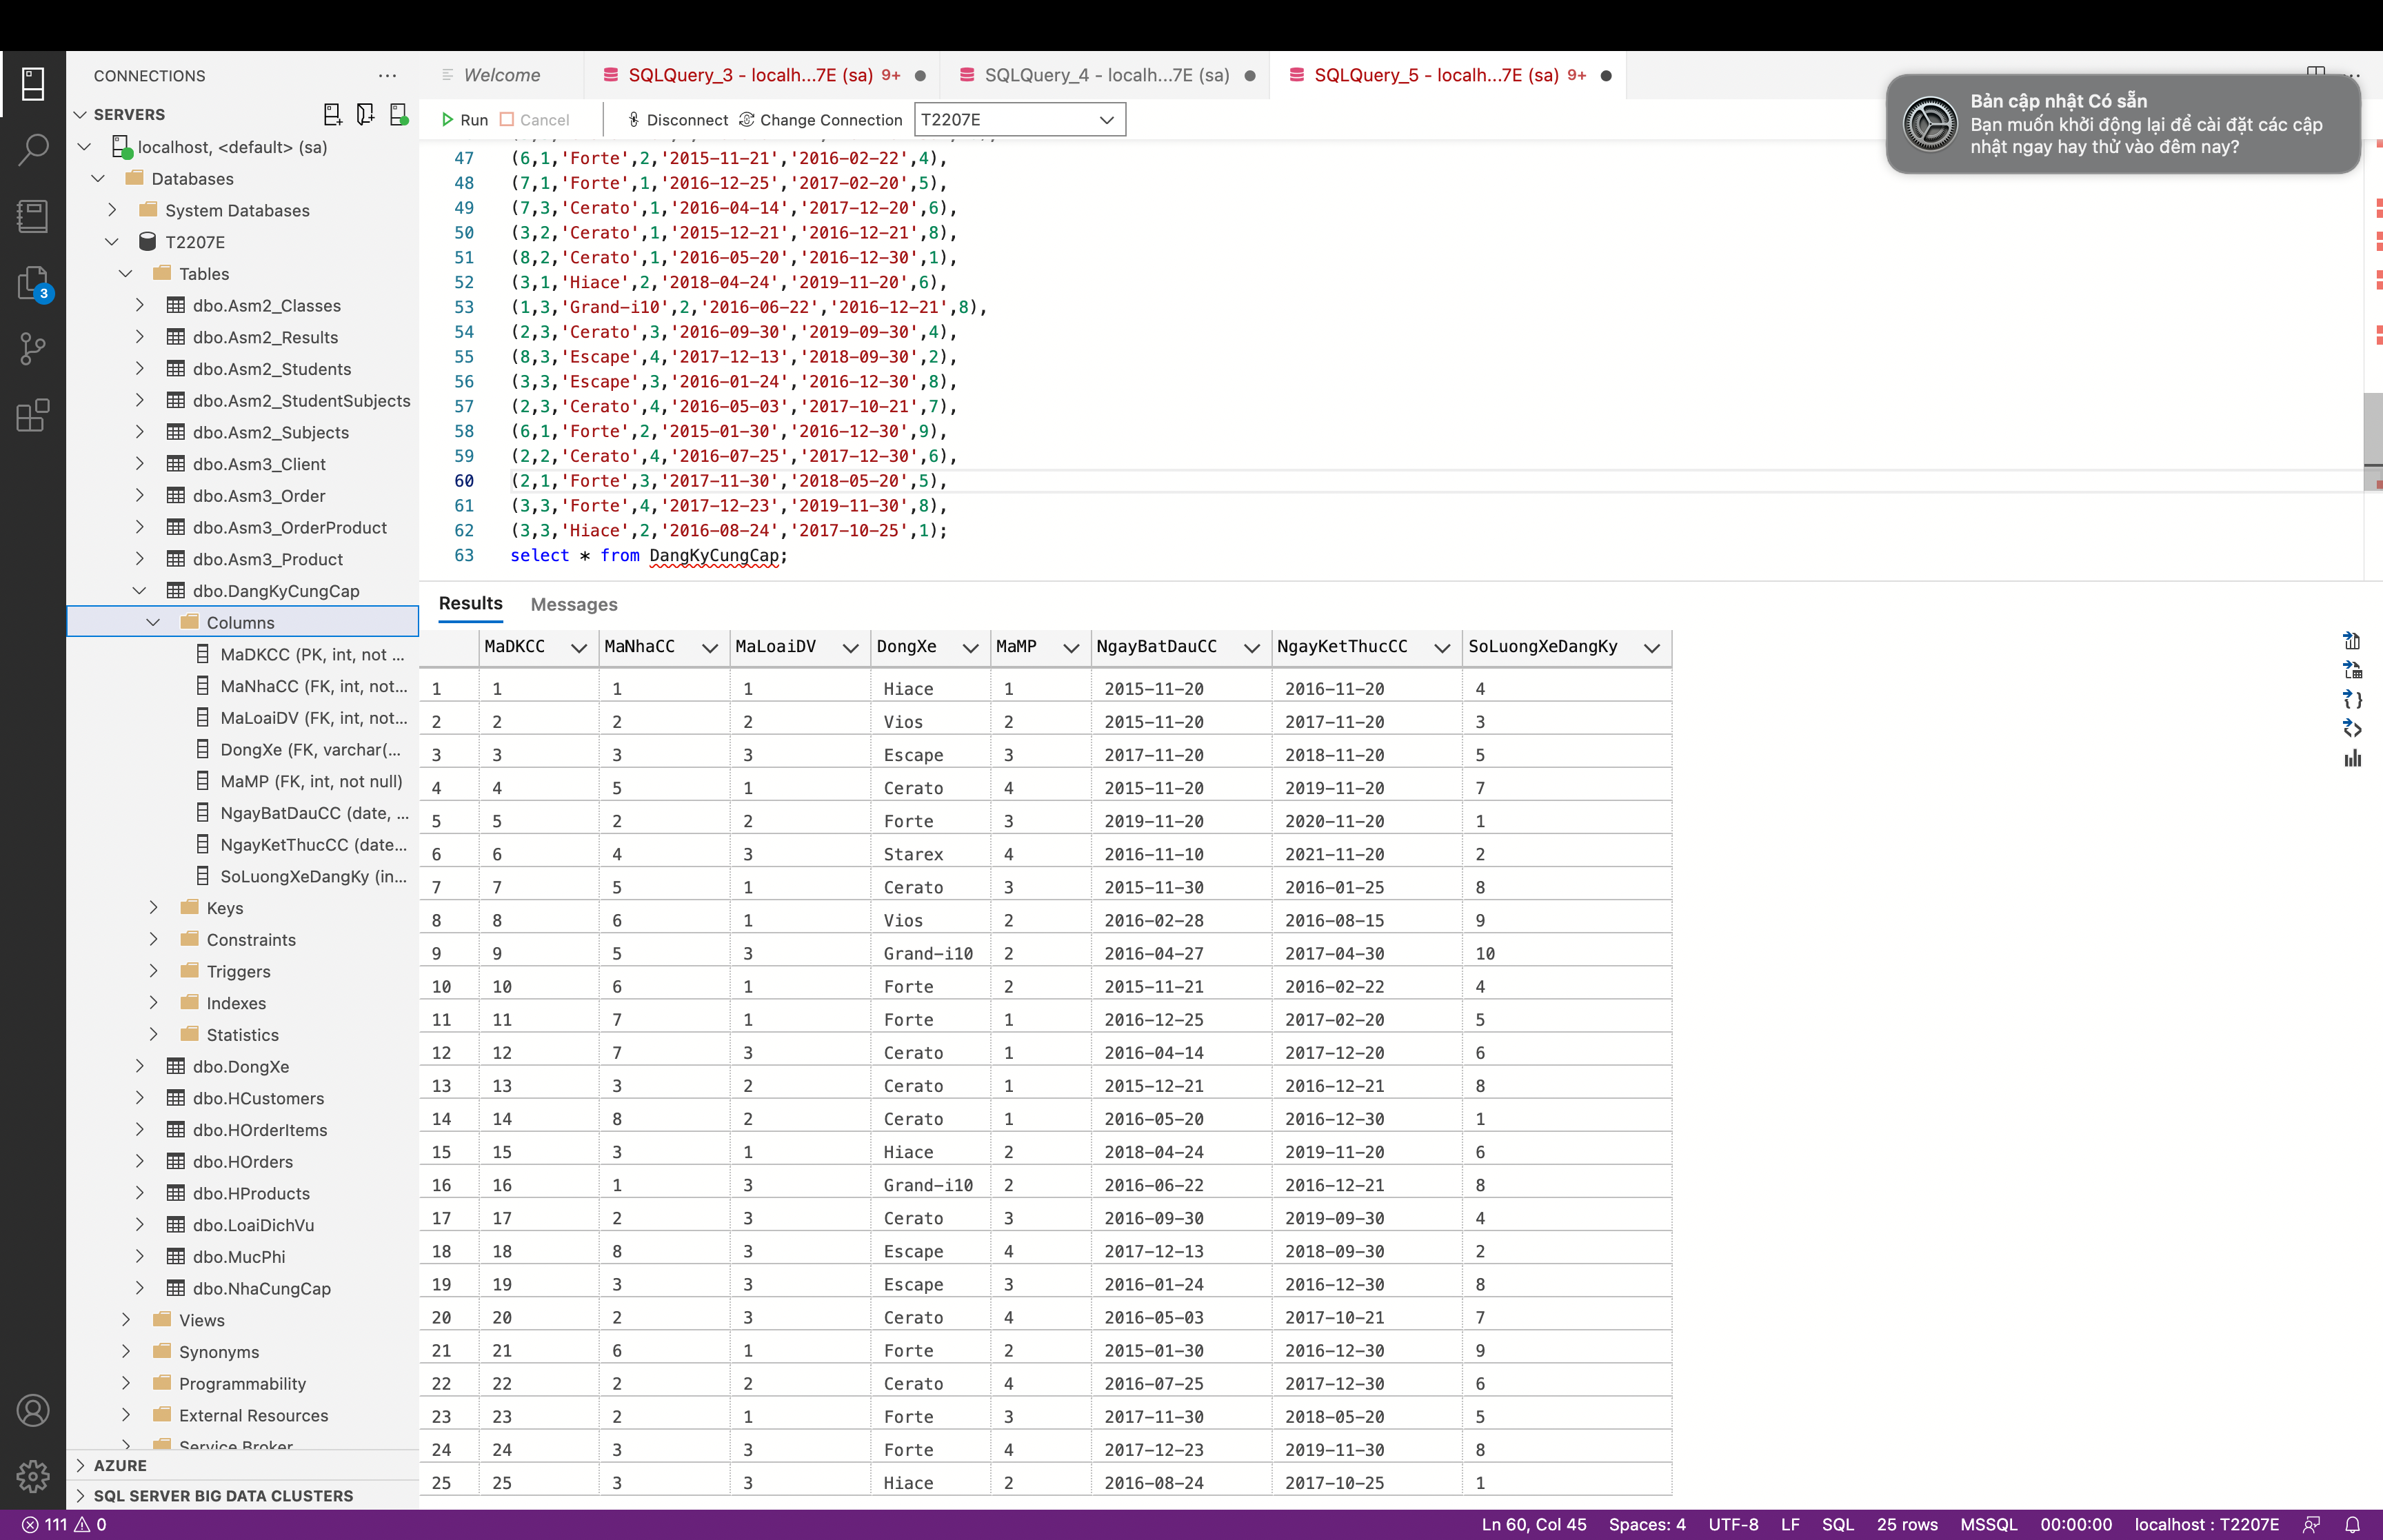 CONNECTIONS
SERVERS
localhost, <default> (sa)
Databases
System Databases
T2207E
Tables
dbo.Asm2_Classes
dbo.Asm2_Results
dbo.Asm2_Students
dbo.Asm2_StudentSubjects
dbo.Asm2_Subjects
dbo.Asm3_Client
dbo.Asm3_Order
dbo.Asm3_OrderProduct
dbo.Asm3_Product
dbo.DangKyCungCap
Columns
MaDKCC (PK, int, not ...
MaNhaCC (FK, int, not...
MaLoaiDV (FK, int, not...
DongXe (FK, varchar(...
MaMP (FK, int, not null)
NgayBatDauCC (date, ...
NgayKetThucCC (date...
SoLuongXeDangKy (in...
Keys
Constraints
Triggers
Indexes
Statistics
dbo.DongXe
dbo.HCustomers
dbo.HOrderItems
dbo.HOrders
dbo.HProducts
dbo.LoaiDichVu
dbo.MucPhi
dbo.NhaCungCap
Views
Synonyms
Programmability
External Resources
Service Broker
AZURE
SQL SERVER BIG DATA CLUSTERS
3
Welcome SQLQuery_3 - localh...7E (sa) 9+ SQLQuery_4 - localh...7E (sa) SQLQuery_5 - localh...7E (sa) 9+
Run Cancel Disconnect Change Connection T2207E
Bản cập nhật Có sẵn
Bạn muốn khởi động lại để cài đặt các cập
nhật ngay hay thử vào đêm nay?
47 (6,1,'Forte',2,'2015-11-21','2016-02-22',4),
48 (7,1,'Forte',1,'2016-12-25','2017-02-20',5),
49 (7,3,'Cerato',1,'2016-04-14','2017-12-20',6),
50 (3,2,'Cerato',1,'2015-12-21','2016-12-21',8),
51 (8,2,'Cerato',1,'2016-05-20','2016-12-30',1),
52 (3,1,'Hiace',2,'2018-04-24','2019-11-20',6),
53 (1,3,'Grand-i10',2,'2016-06-22','2016-12-21',8),
54 (2,3,'Cerato',3,'2016-09-30','2019-09-30',4),
55 (8,3,'Escape',4,'2017-12-13','2018-09-30',2),
56 (3,3,'Escape',3,'2016-01-24','2016-12-30',8),
57 (2,3,'Cerato',4,'2016-05-03','2017-10-21',7),
58 (6,1,'Forte',2,'2015-01-30','2016-12-30',9),
59 (2,2,'Cerato',4,'2016-07-25','2017-12-30',6),
60 (2,1,'Forte',3,'2017-11-30','2018-05-20',5),
61 (3,3,'Forte',4,'2017-12-23','2019-11-30',8),
62 (3,3,'Hiace',2,'2016-08-24','2017-10-25',1);
63 select * from DangKyCungCap;
Results Messages
MaDKCC MaNhaCC MaLoaiDV DongXe MaMP NgayBatDauCC NgayKetThucCC SoLuongXeDangKy
1 1 1 1 Hiace 1 2015-11-20 2016-11-20 4
2 2 2 2 Vios 2 2015-11-20 2017-11-20 3
3 3 3 3 Escape 3 2017-11-20 2018-11-20 5
4 4 5 1 Cerato 4 2015-11-20 2019-11-20 7
5 5 2 2 Forte 3 2019-11-20 2020-11-20 1
6 6 4 3 Starex 4 2016-11-10 2021-11-20 2
7 7 5 1 Cerato 3 2015-11-30 2016-01-25 8
8 8 6 1 Vios 2 2016-02-28 2016-08-15 9
9 9 5 3 Grand-i10 2 2016-04-27 2017-04-30 10
10 10 6 1 Forte 2 2015-11-21 2016-02-22 4
11 11 7 1 Forte 1 2016-12-25 2017-02-20 5
12 12 7 3 Cerato 1 2016-04-14 2017-12-20 6
13 13 3 2 Cerato 1 2015-12-21 2016-12-21 8
14 14 8 2 Cerato 1 2016-05-20 2016-12-30 1
15 15 3 1 Hiace 2 2018-04-24 2019-11-20 6
16 16 1 3 Grand-i10 2 2016-06-22 2016-12-21 8
17 17 2 3 Cerato 3 2016-09-30 2019-09-30 4
18 18 8 3 Escape 4 2017-12-13 2018-09-30 2
19 19 3 3 Escape 3 2016-01-24 2016-12-30 8
20 20 2 3 Cerato 4 2016-05-03 2017-10-21 7
21 21 6 1 Forte 2 2015-01-30 2016-12-30 9
22 22 2 2 Cerato 4 2016-07-25 2017-12-30 6
23 23 2 1 Forte 3 2017-11-30 2018-05-20 5
24 24 3 3 Forte 4 2017-12-23 2019-11-30 8
25 25 3 3 Hiace 2 2016-08-24 2017-10-25 1
111 0 Ln 60, Col 45 Spaces: 4 UTF-8 LF SQL 25 rows MSSQL 00:00:00 localhost : T2207E